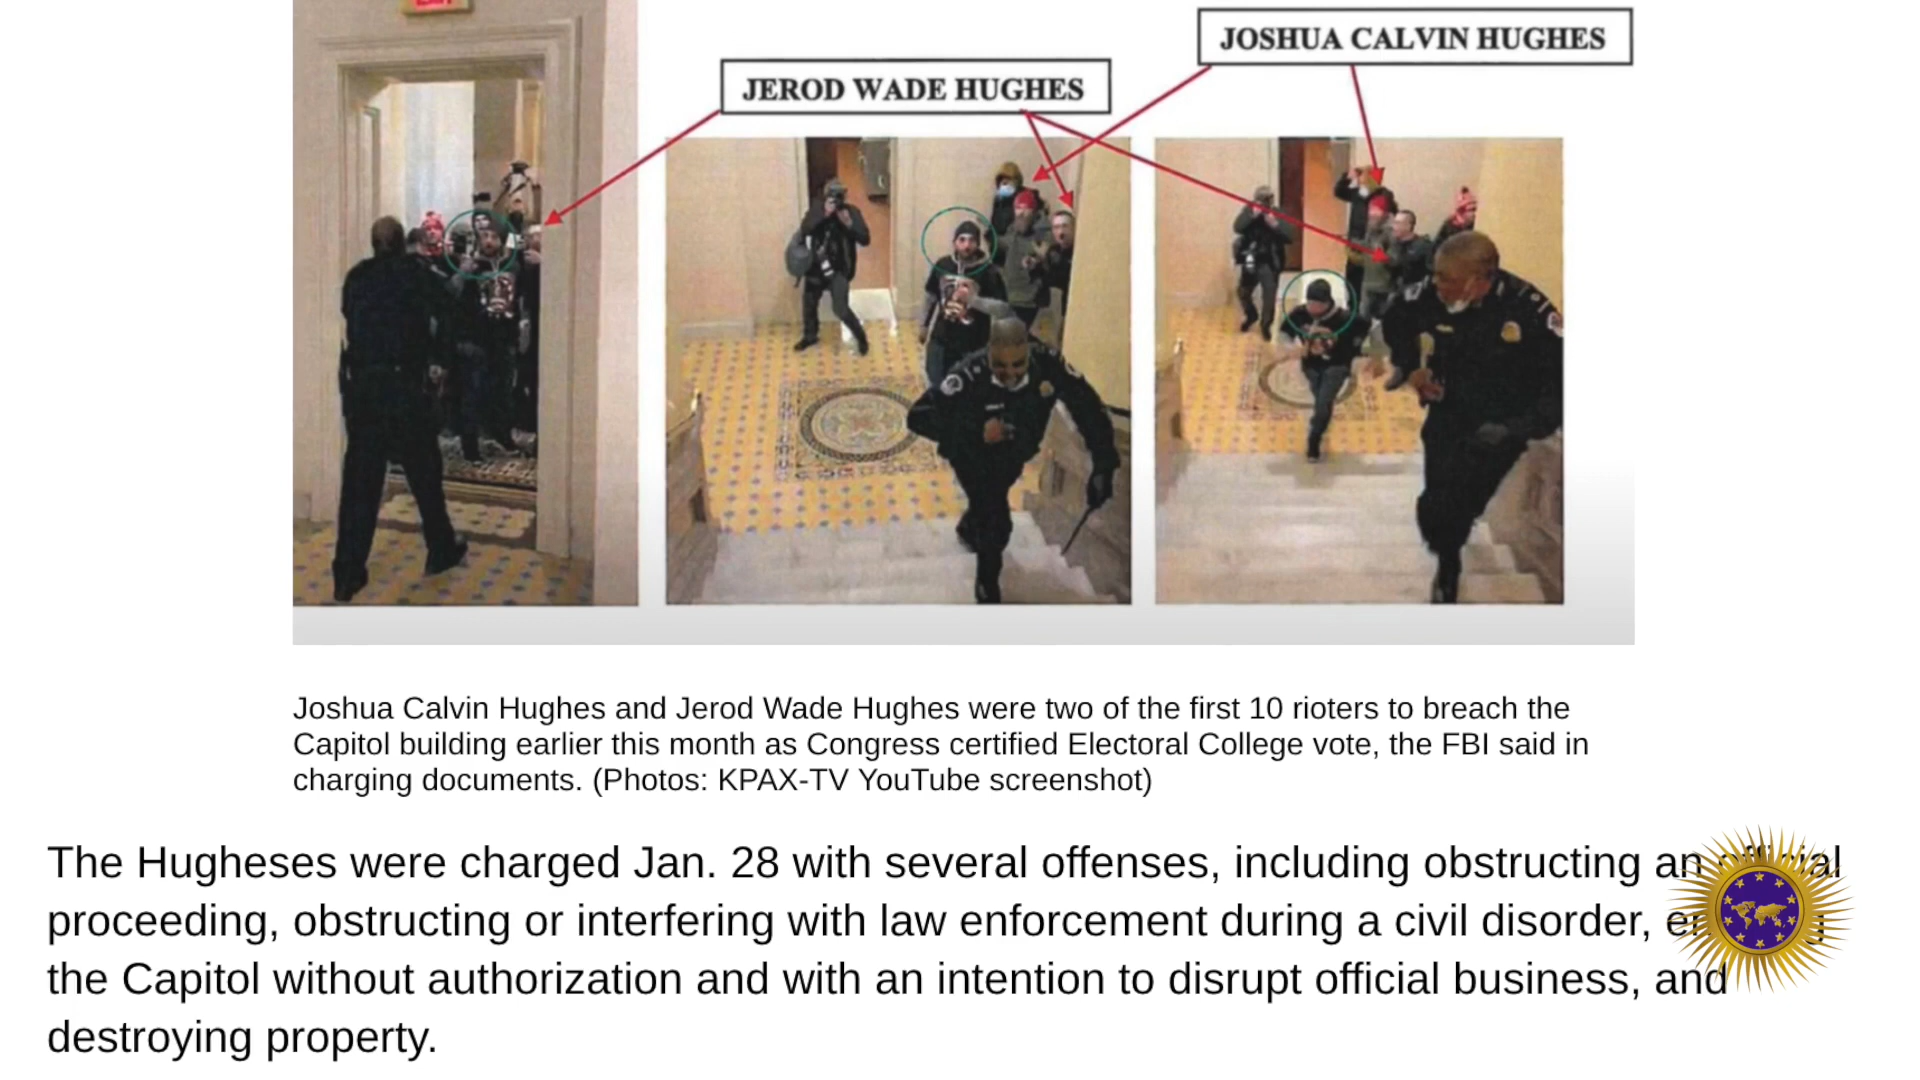 EXIT
JOSHUA CALVIN HUGHES
JEROD WADE HUGHES
Joshua Calvin Hughes and Jerod Wade Hughes were two of the first 10 rioters to breach the
Capitol building earlier this month as Congress certified Electoral College vote, the FBI said in
charging documents. (Photos: KPAX-TV YouTube screenshot)
The Hugheses were charged Jan. 28 with several offenses, including obstructing an official
proceeding, obstructing or interfering with law enforcement during a civil disorder,
the Capitol without authorization and with an intention to disrupt official business, and
destroying property.